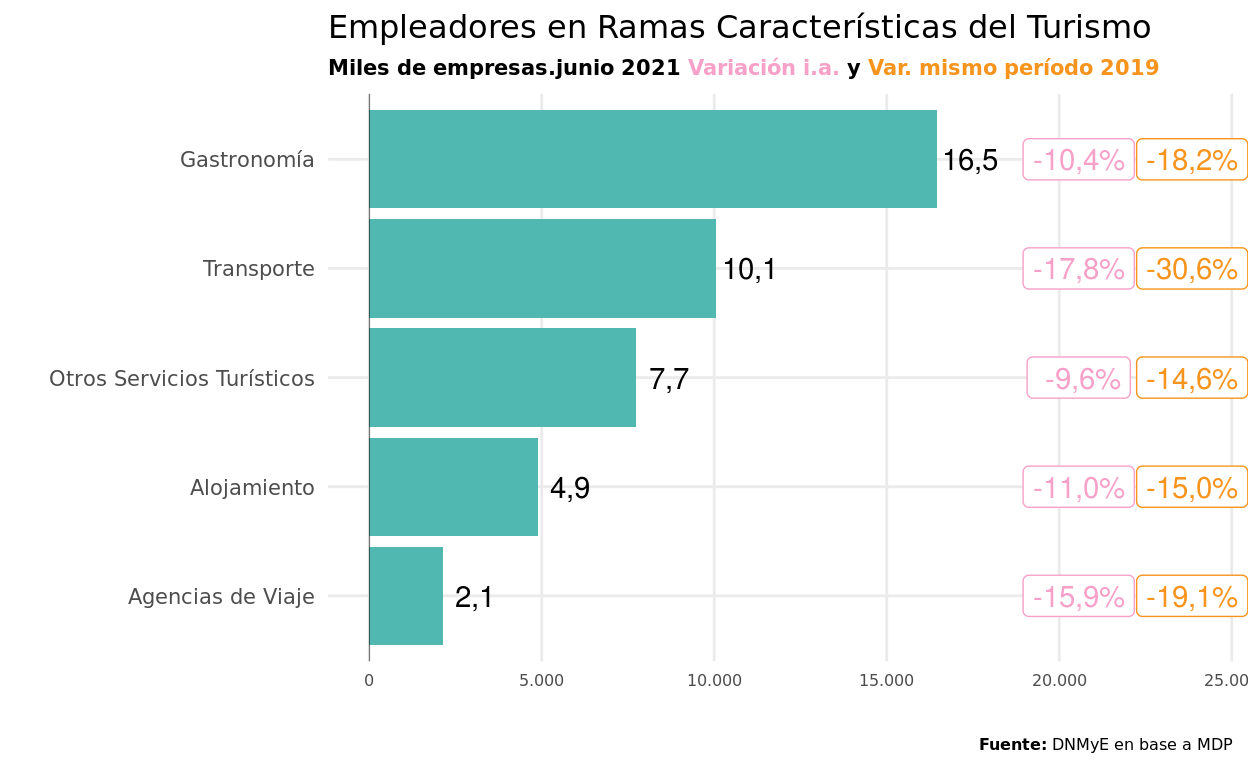 Empleadores en Ramas Características del Turismo
Miles de empresas.junio 2021 Variación i.a. y Var. mismo período 2019
Gastronomía 16,5 -10,4% -18,2%
Transporte 10,1 -17,8% -30,6%
Otros Servicios Turísticos 7,7 -9,6% -14,6%
Alojamiento 4,9 -11,0% -15,0%
Agencias de Viaje 2,1 -15,9% -19,1%
0 5.000 10.000 15.000 20.000 25.00
Fuente: DNMyE en base a MDP